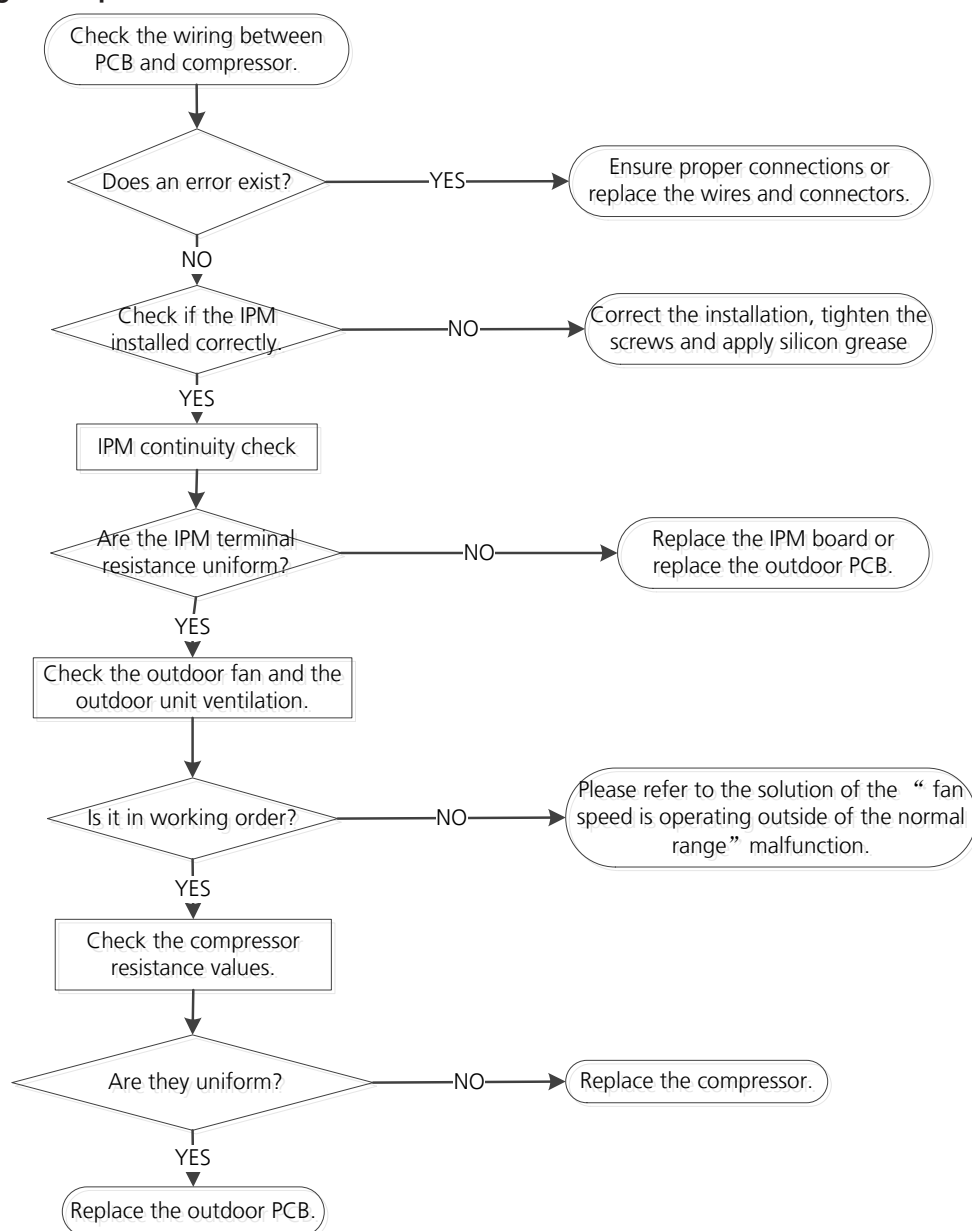 Check the wiring between
PCB and compressor.
Does an error exist?
YES
Ensure proper connections or
replace the wires and connectors.
NO
Check if the IPM
installed correctly.
NO
Correct the installation, tighten the
screws and apply silicon grease
YES
IPM continuity check
Are the IPM terminal
resistance uniform?
NO
Replace the IPM board or
replace the outdoor PCB.
YES
Check the outdoor fan and the
outdoor unit ventilation.
Is it in working order?
NO
Please refer to the solution of the “ fan
speed is operating outside of the normal
range” malfunction.
YES
Check the compressor
resistance values.
Are they uniform?
NO
Replace the compressor.
YES
Replace the outdoor PCB.